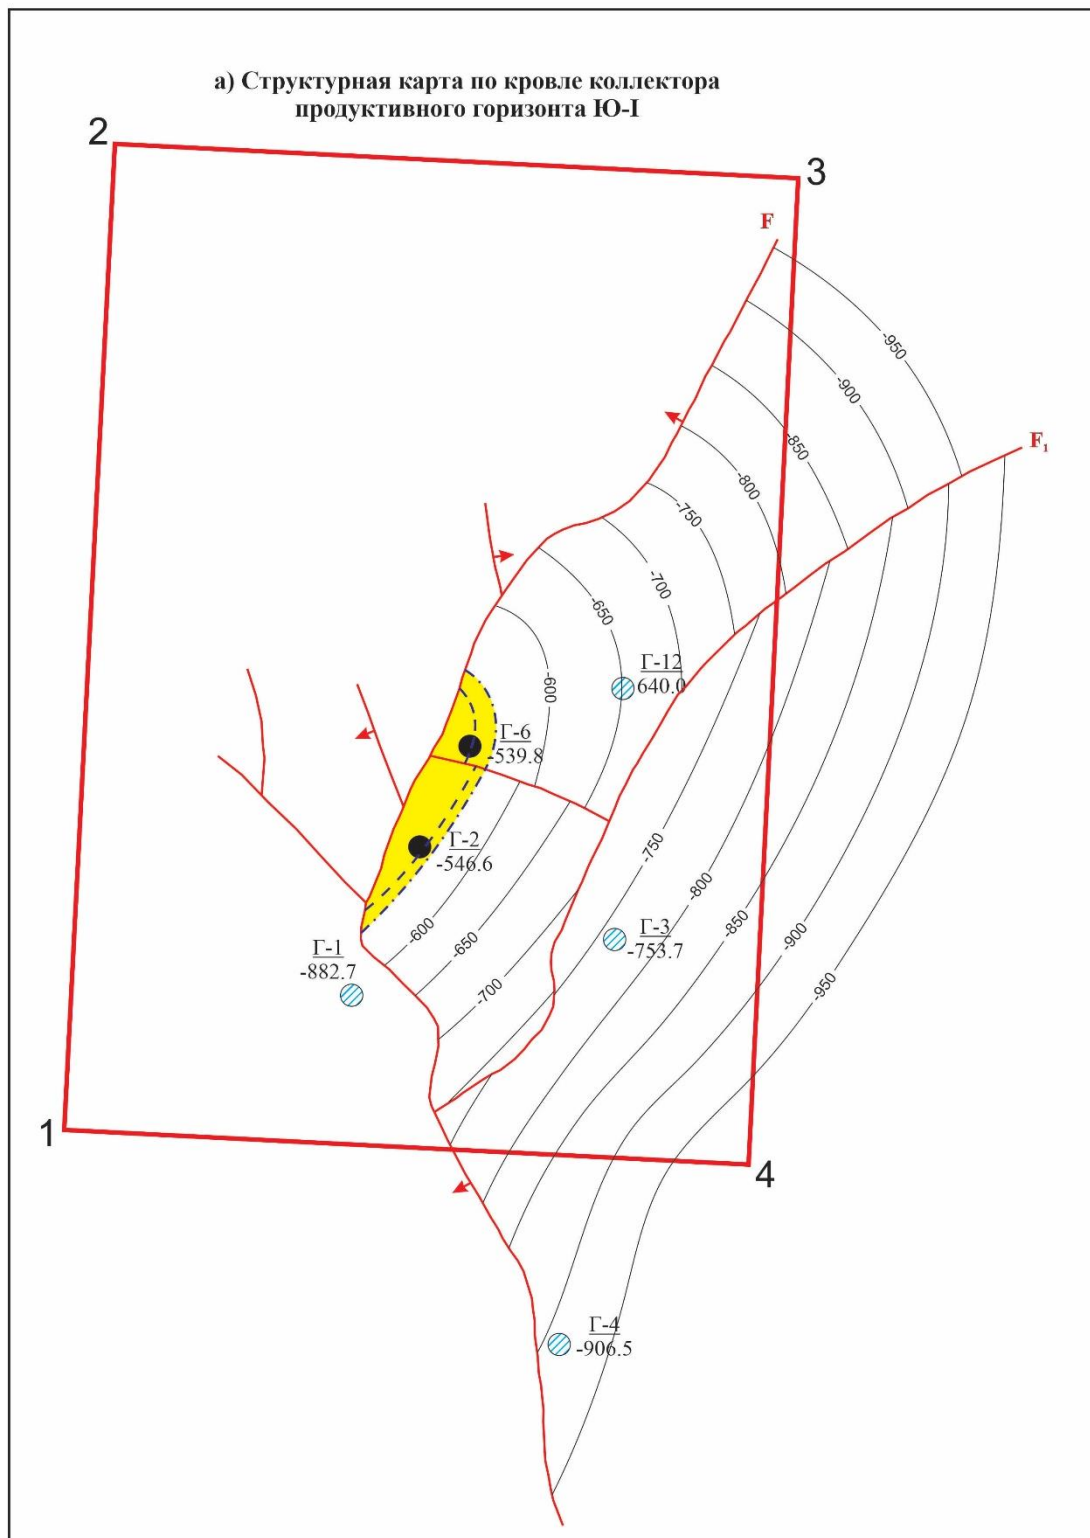 а) Структурная карта по кровле коллектора
продуктивного горизонта Ю-I
2
3
F
-950
-900
F₁
-850
-800
-750
-700
-650
Г-12
640.0
-600
Г-6
-539.8
Г-2
-546.6
-750
-800
-600
-650
-850
Г-3
-753.7
-900
Г-1
-882.7
-700
-950
1
4
Г-4
-906.5